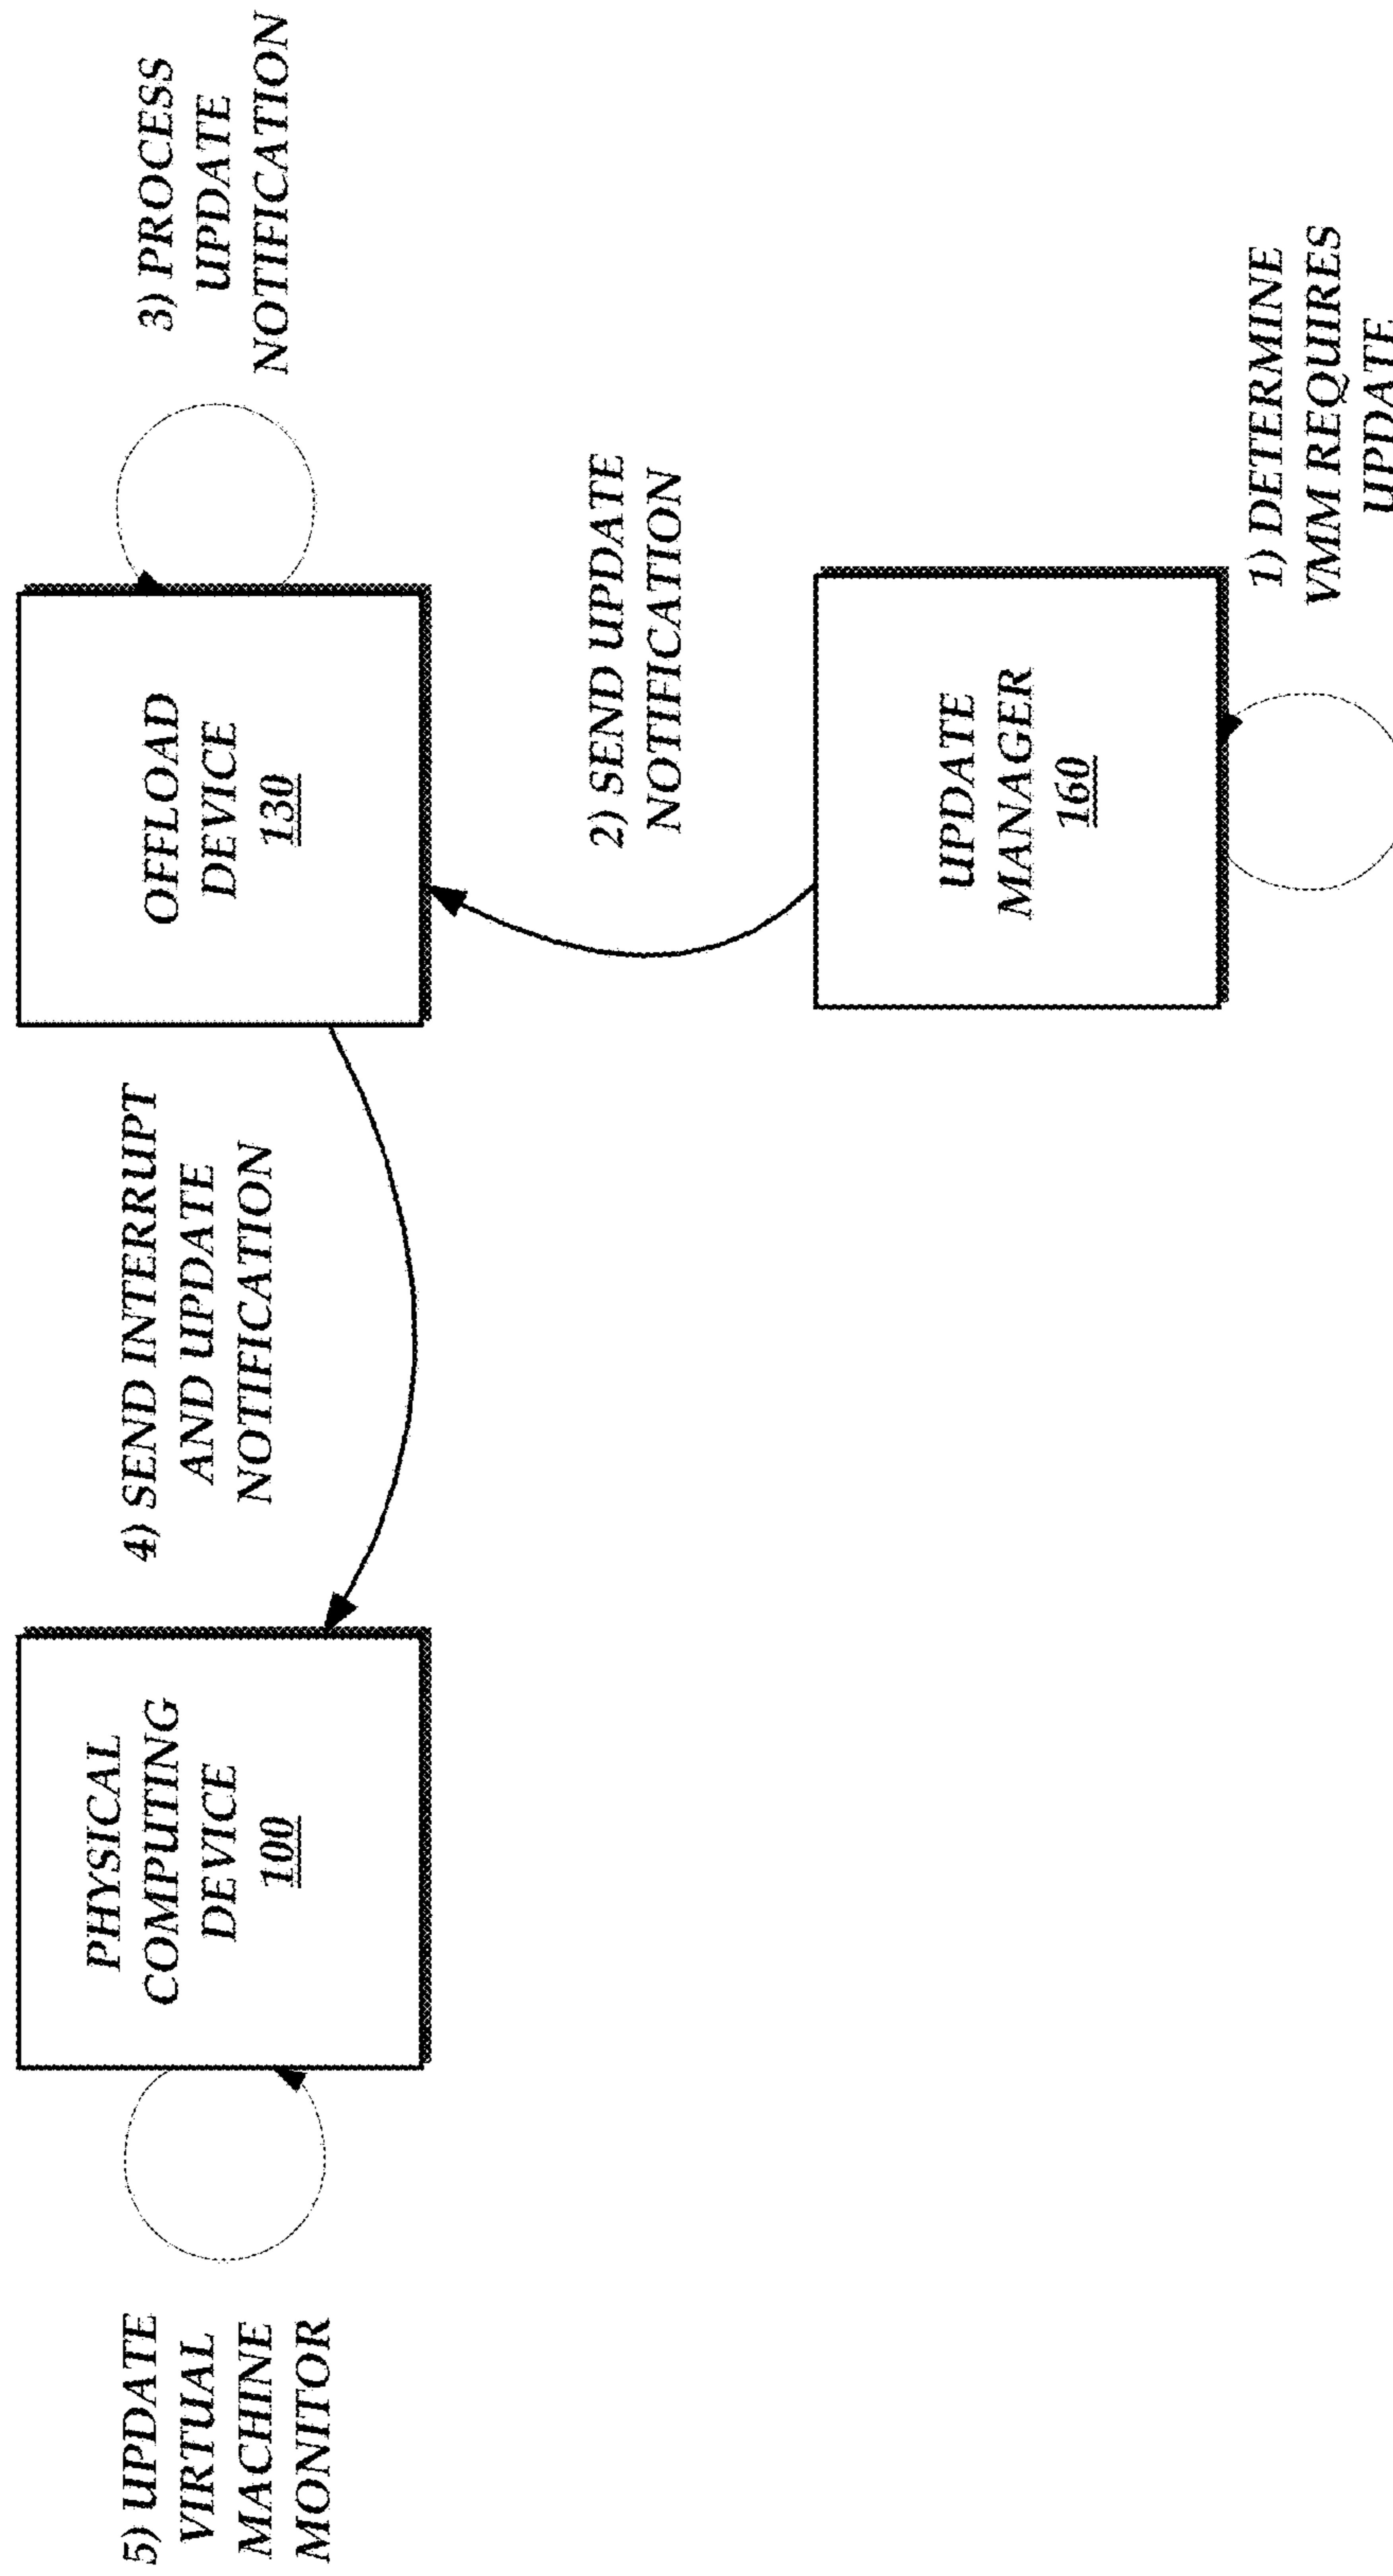 5) UPDATE
VIRTUAL
MACHINE
MONITOR
PHYSICAL
COMPUTING
DEVICE
100
4) SEND INTERRUPT
AND UPDATE
NOTIFICATION
OFFLOAD
DEVICE
130
3) PROCESS
UPDATE
NOTIFICATION
2) SEND UPDATE
NOTIFICATION
UPDATE
MANAGER
160
1) DETERMINE
VMM REQUIRES
UPDATE